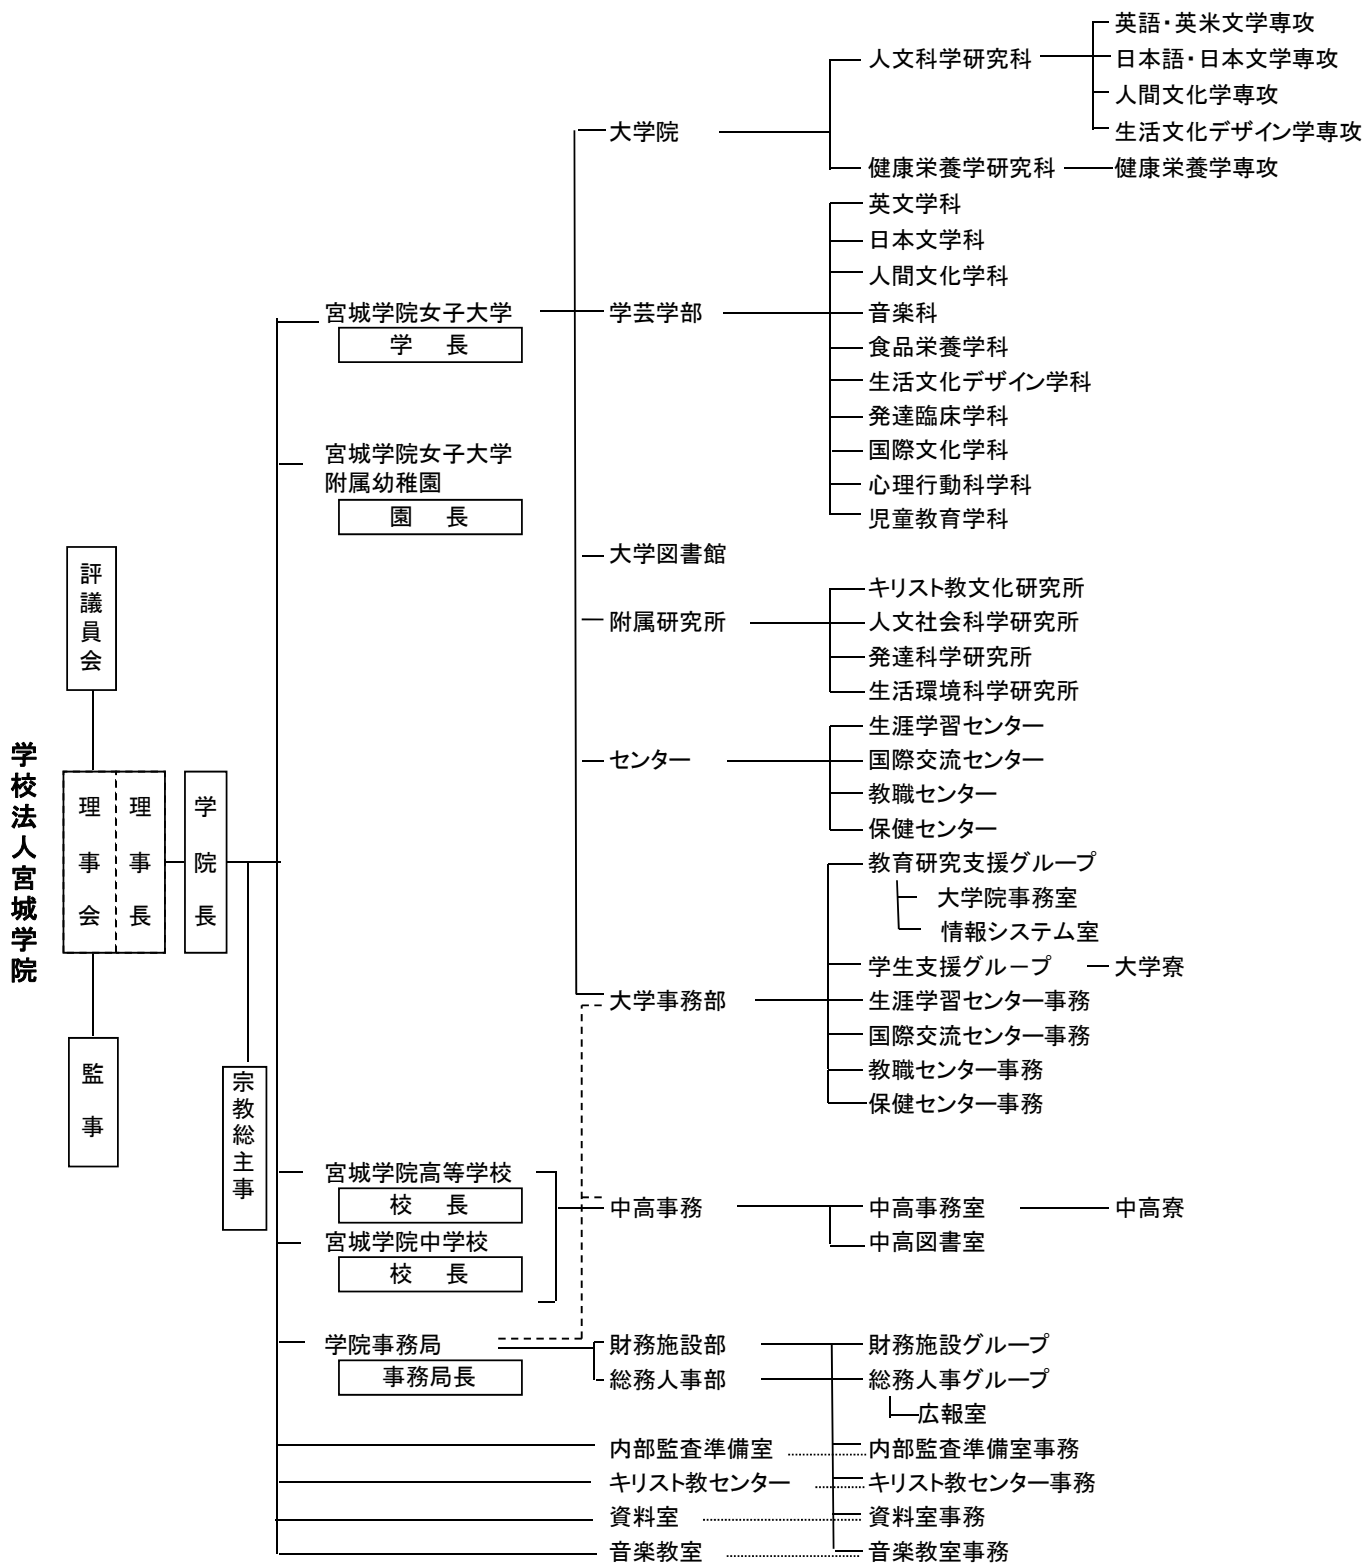 学校法人宮城学院
評議員会
理事会
理事長
監事
学院長
宗教総主事
宮城学院女子大学
学 長
宮城学院女子大学
附属幼稚園
園 長
宮城学院高等学校
校 長
宮城学院中学校
校 長
学院事務局
事務局長
大学院
学芸学部
大学図書館
附属研究所
センター
大学事務部
中高事務
財務施設部
総務人事部
内部監査準備室
キリスト教センター
資料室
音楽教室
人文科学研究科
健康栄養学研究科
英文学科
日本文学科
人間文化学科
音楽科
食品栄養学科
生活文化デザイン学科
発達臨床学科
国際文化学科
心理行動科学科
児童教育学科
キリスト教文化研究所
人文社会科学研究所
発達科学研究所
生活環境科学研究所
生涯学習センター
国際交流センター
教職センター
保健センター
教育研究支援グループ
大学院事務室
情報システム室
学生支援グループ
生涯学習センター事務
国際交流センター事務
教職センター事務
保健センター事務
中高事務室
中高図書室
財務施設グループ
総務人事グループ
広報室
内部監査準備室事務
キリスト教センター事務
資料室事務
音楽教室事務
英語・英米文学専攻
日本語・日本文学専攻
人間文化学専攻
生活文化デザイン学専攻
健康栄養学専攻
大学寮
中高寮